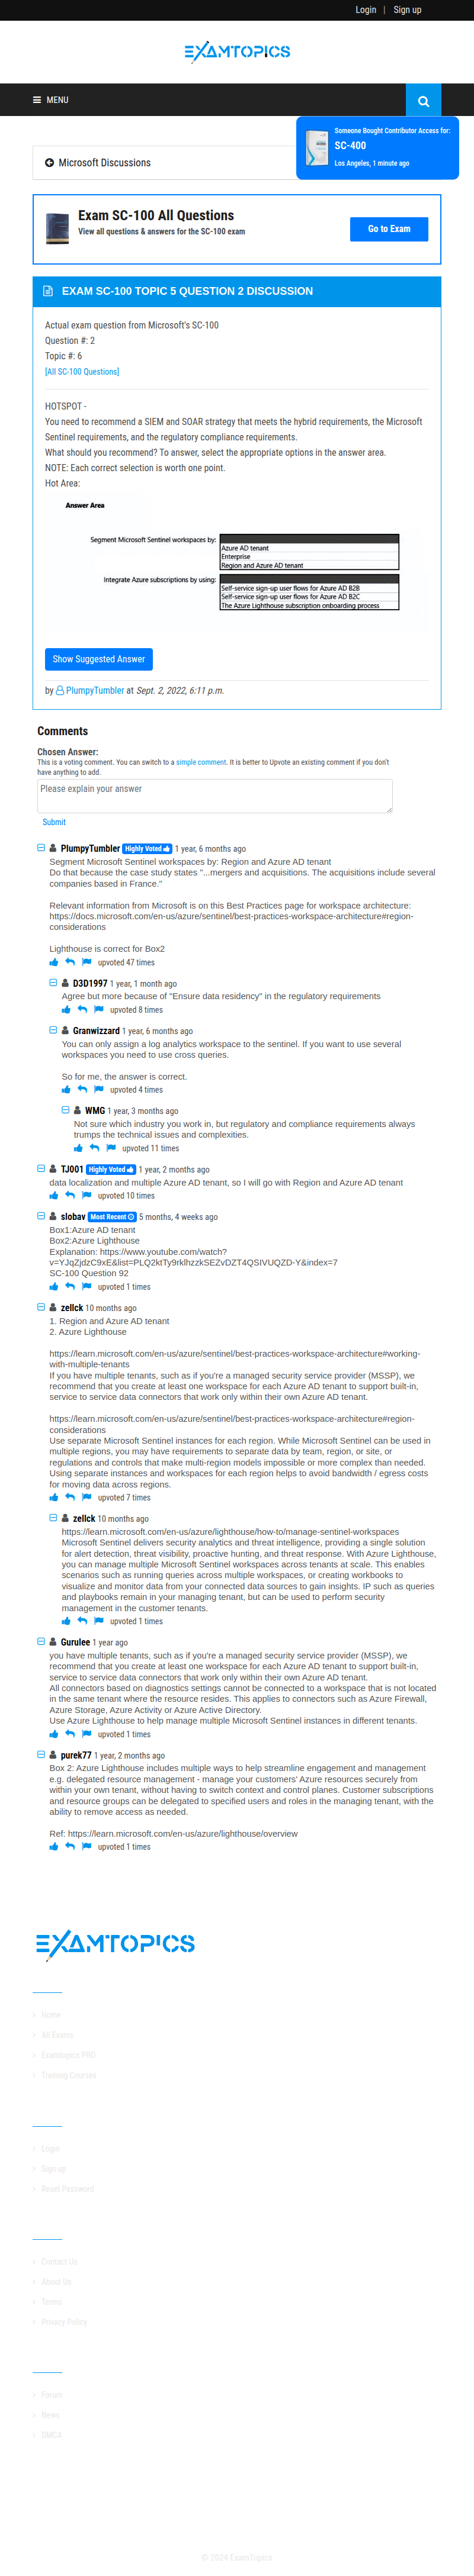 Login | Sign up
EXAMTOPICS
MENU
Someone Bought Contributor Access for:
SC-400
Los Angeles, 1 minute ago
Microsoft Discussions
Exam SC-100 All Questions
View all questions & answers for the SC-100 exam
Go to Exam
EXAM SC-100 TOPIC 5 QUESTION 2 DISCUSSION
Actual exam question from Microsoft's SC-100
Question #: 2
Topic #: 6
[All SC-100 Questions]
HOTSPOT -
You need to recommend a SIEM and SOAR strategy that meets the hybrid requirements, the Microsoft
Sentinel requirements, and the regulatory compliance requirements.
What should you recommend? To answer, select the appropriate options in the answer area.
NOTE: Each correct selection is worth one point.
Hot Area:
Answer Area
Segment Microsoft Sentinel workspaces by:
Azure AD tenant
Enterprise
Region and Azure AD tenant
Integrate Azure subscriptions by using:
Self-service sign-up user flows for Azure AD B2B
Self-service sign-up user flows for Azure AD B2C
The Azure Lighthouse subscription onboarding process
Show Suggested Answer
by PlumpyTumbler at Sept. 2, 2022, 6:11 p.m.
Comments
Chosen Answer:
This is a voting comment. You can switch to a simple comment. It is better to Upvote an existing comment if you don't
have anything to add.
Please explain your answer
Submit
PlumpyTumbler Highly Voted 1 year, 6 months ago
Segment Microsoft Sentinel workspaces by: Region and Azure AD tenant
Do that because the case study states "...mergers and acquisitions. The acquisitions include several
companies based in France."
Relevant information from Microsoft is on this Best Practices page for workspace architecture:
https://docs.microsoft.com/en-us/azure/sentinel/best-practices-workspace-architecture#region-
considerations
Lighthouse is correct for Box2
upvoted 47 times
D3D1997 1 year, 1 month ago
Agree but more because of "Ensure data residency" in the regulatory requirements
upvoted 8 times
Granwizzard 1 year, 6 months ago
You can only assign a log analytics workspace to the sentinel. If you want to use several
workspaces you need to use cross queries.
So for me, the answer is correct.
upvoted 4 times
WMG 1 year, 3 months ago
Not sure which industry you work in, but regulatory and compliance requirements always
trumps the technical issues and complexities.
upvoted 11 times
TJ001 Highly Voted 1 year, 2 months ago
data localization and multiple Azure AD tenant, so I will go with Region and Azure AD tenant
upvoted 10 times
slobav Most Recent 5 months, 4 weeks ago
Box1:Azure AD tenant
Box2:Azure Lighthouse
Explanation: https://www.youtube.com/watch?
v=YJqZjdzC9xE&list=PLQ2ktTy9rklhzzkSEZvDZT4QSIVUQZD-Y&index=7
SC-100 Question 92
upvoted 1 times
zellck 10 months ago
1. Region and Azure AD tenant
2. Azure Lighthouse
https://learn.microsoft.com/en-us/azure/sentinel/best-practices-workspace-architecture#working-
with-multiple-tenants
If you have multiple tenants, such as if you're a managed security service provider (MSSP), we
recommend that you create at least one workspace for each Azure AD tenant to support built-in,
service to service data connectors that work only within their own Azure AD tenant.
https://learn.microsoft.com/en-us/azure/sentinel/best-practices-workspace-architecture#region-
considerations
Use separate Microsoft Sentinel instances for each region. While Microsoft Sentinel can be used in
multiple regions, you may have requirements to separate data by team, region, or site, or
regulations and controls that make multi-region models impossible or more complex than needed.
Using separate instances and workspaces for each region helps to avoid bandwidth / egress costs
for moving data across regions.
upvoted 7 times
zellck 10 months ago
https://learn.microsoft.com/en-us/azure/lighthouse/how-to/manage-sentinel-workspaces
Microsoft Sentinel delivers security analytics and threat intelligence, providing a single solution
for alert detection, threat visibility, proactive hunting, and threat response. With Azure Lighthouse,
you can manage multiple Microsoft Sentinel workspaces across tenants at scale. This enables
scenarios such as running queries across multiple workspaces, or creating workbooks to
visualize and monitor data from your connected data sources to gain insights. IP such as queries
and playbooks remain in your managing tenant, but can be used to perform security
management in the customer tenants.
upvoted 1 times
Gurulee 1 year ago
you have multiple tenants, such as if you're a managed security service provider (MSSP), we
recommend that you create at least one workspace for each Azure AD tenant to support built-in,
service to service data connectors that work only within their own Azure AD tenant.
All connectors based on diagnostics settings cannot be connected to a workspace that is not located
in the same tenant where the resource resides. This applies to connectors such as Azure Firewall,
Azure Storage, Azure Activity or Azure Active Directory.
Use Azure Lighthouse to help manage multiple Microsoft Sentinel instances in different tenants.
upvoted 1 times
purek77 1 year, 2 months ago
Box 2: Azure Lighthouse includes multiple ways to help streamline engagement and management
e.g. delegated resource management - manage your customers' Azure resources securely from
within your own tenant, without having to switch context and control planes. Customer subscriptions
and resource groups can be delegated to specified users and roles in the managing tenant, with the
ability to remove access as needed.
Ref: https://learn.microsoft.com/en-us/azure/lighthouse/overview
upvoted 1 times
EXAMTOPICS
Home
All Exams
Examtopics PRO
Training Courses
Login
Sign up
Reset Password
Contact Us
About Us
Terms
Privacy Policy
Forum
News
DMCA
© 2024 ExamTopics